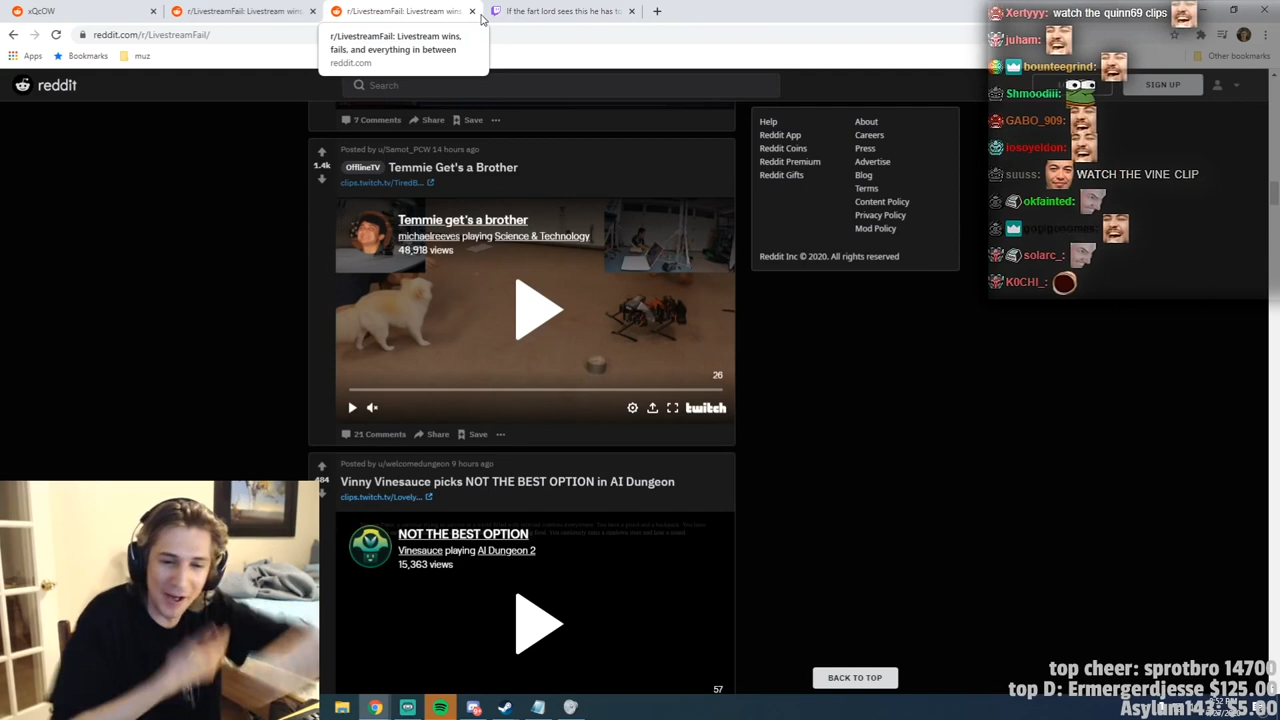 xQcOW
r/LivestreamFail: Livestream wins,
r/LivestreamFail: Livestream wins
If the fart lord sees this he has to
reddit.com/r/LivestreamFail/
Apps
Bookmarks
muz
Other bookmarks
r/LivestreamFail: Livestream wins,
fails, and everything in between
reddit.com
reddit
Search
SIGN UP
7 Comments
Share
Save
Posted by u/Samot_PCW 14 hours ago
1.4k
OfflineTV
Temmie Get's a Brother
clips.twitch.tv/TiredB...
Temmie get's a brother
michaelreeves playing Science & Technology
48,918 views
26
twitch
21 Comments
Share
Save
Posted by u/welcomedungeon 9 hours ago
484
Vinny Vinesauce picks NOT THE BEST OPTION in AI Dungeon
clips.twitch.tv/Lovely...
NOT THE BEST OPTION
Vinesauce playing AI Dungeon 2
15,363 views
57
Help
About
Reddit App
Careers
Reddit Coins
Press
Reddit Premium
Advertise
Reddit Gifts
Blog
Terms
Content Policy
Privacy Policy
Mod Policy
Reddit Inc © 2020. All rights reserved
BACK TO TOP
Xertyyy: watch the quinn69 clips
juham:
bounteegrind:
Shmoodiii:
GABO_909:
losoyeldon:
suuss: WATCH THE VINE CLIP
okfainted:
solarc_:
K0CHI_:
top cheer: sprotbro 14700
top D: Ermergerdjesse $125.00
Asylum143: $5.00